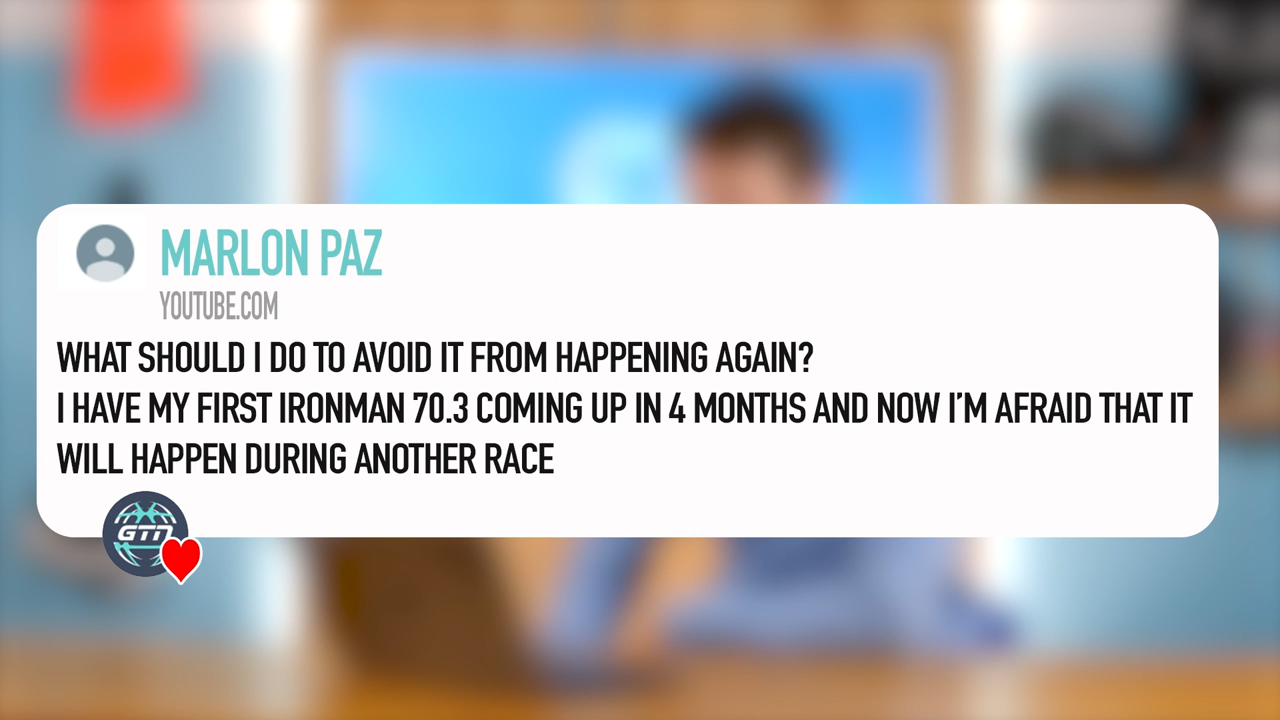 MARLON PAZ
YOUTUBE.COM
WHAT SHOULD I DO TO AVOID IT FROM HAPPENING AGAIN?
I HAVE MY FIRST IRONMAN 70.3 COMING UP IN 4 MONTHS AND NOW I'M AFRAID THAT IT
WILL HAPPEN DURING ANOTHER RACE
GTN